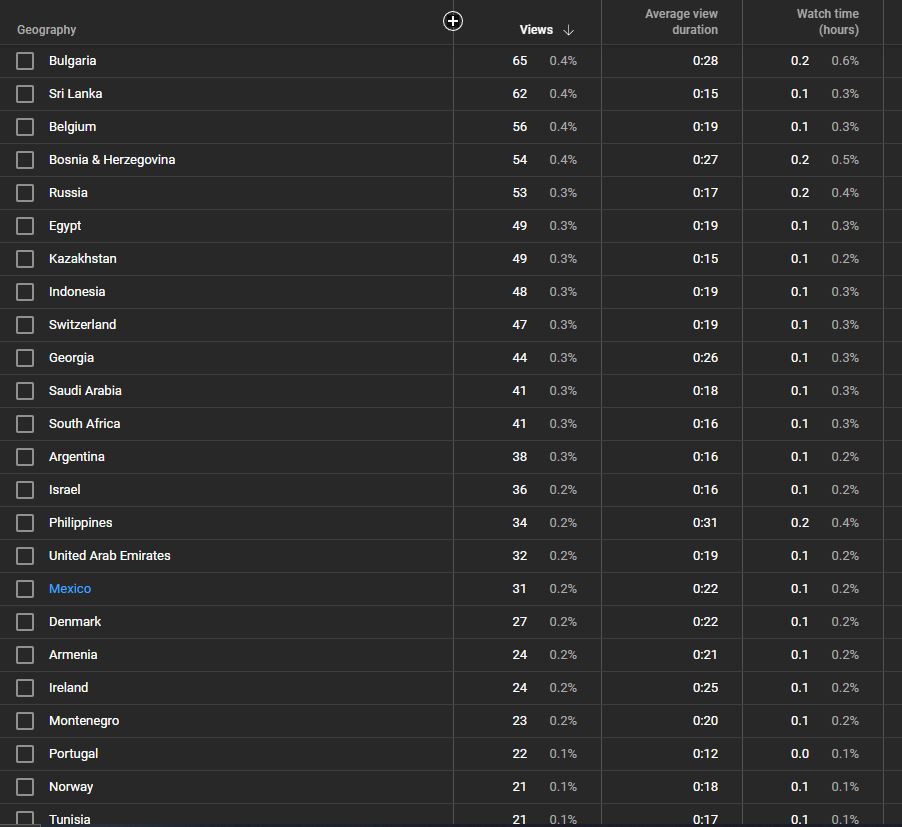 Geography Views Average view duration Watch time (hours)
Bulgaria 65 0.4% 0:28 0.2 0.6%
Sri Lanka 62 0.4% 0:15 0.1 0.3%
Belgium 56 0.4% 0:19 0.1 0.3%
Bosnia & Herzegovina 54 0.4% 0:27 0.2 0.5%
Russia 53 0.3% 0:17 0.2 0.4%
Egypt 49 0.3% 0:19 0.1 0.3%
Kazakhstan 49 0.3% 0:15 0.1 0.2%
Indonesia 48 0.3% 0:19 0.1 0.3%
Switzerland 47 0.3% 0:19 0.1 0.3%
Georgia 44 0.3% 0:26 0.1 0.3%
Saudi Arabia 41 0.3% 0:18 0.1 0.3%
South Africa 41 0.3% 0:16 0.1 0.3%
Argentina 38 0.3% 0:16 0.1 0.2%
Israel 36 0.2% 0:16 0.1 0.2%
Philippines 34 0.2% 0:31 0.2 0.4%
United Arab Emirates 32 0.2% 0:19 0.1 0.2%
Mexico 31 0.2% 0:22 0.1 0.2%
Denmark 27 0.2% 0:22 0.1 0.2%
Armenia 24 0.2% 0:21 0.1 0.2%
Ireland 24 0.2% 0:25 0.1 0.2%
Montenegro 23 0.2% 0:20 0.1 0.2%
Portugal 22 0.1% 0:12 0.0 0.1%
Norway 21 0.1% 0:18 0.1 0.1%
Tunisia 21 0.1% 0:17 0.1 0.1%